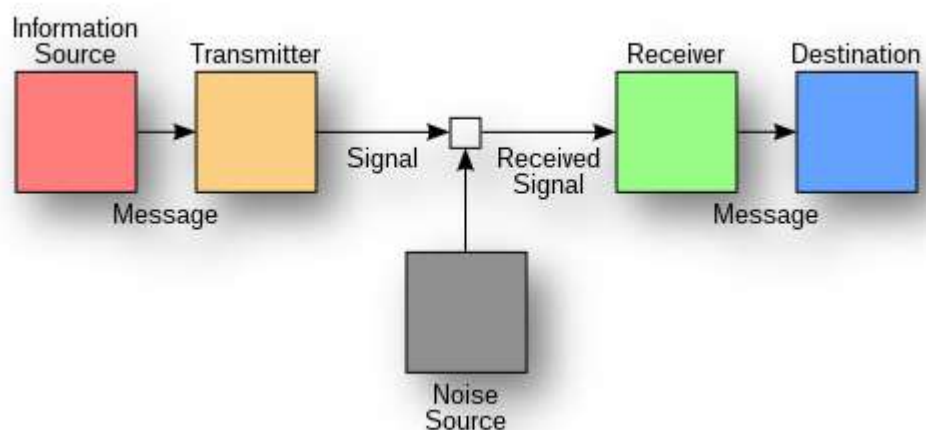 Information
Source
Transmitter
Receiver
Destination
Signal
Received
Signal
Message
Message
Noise
Source